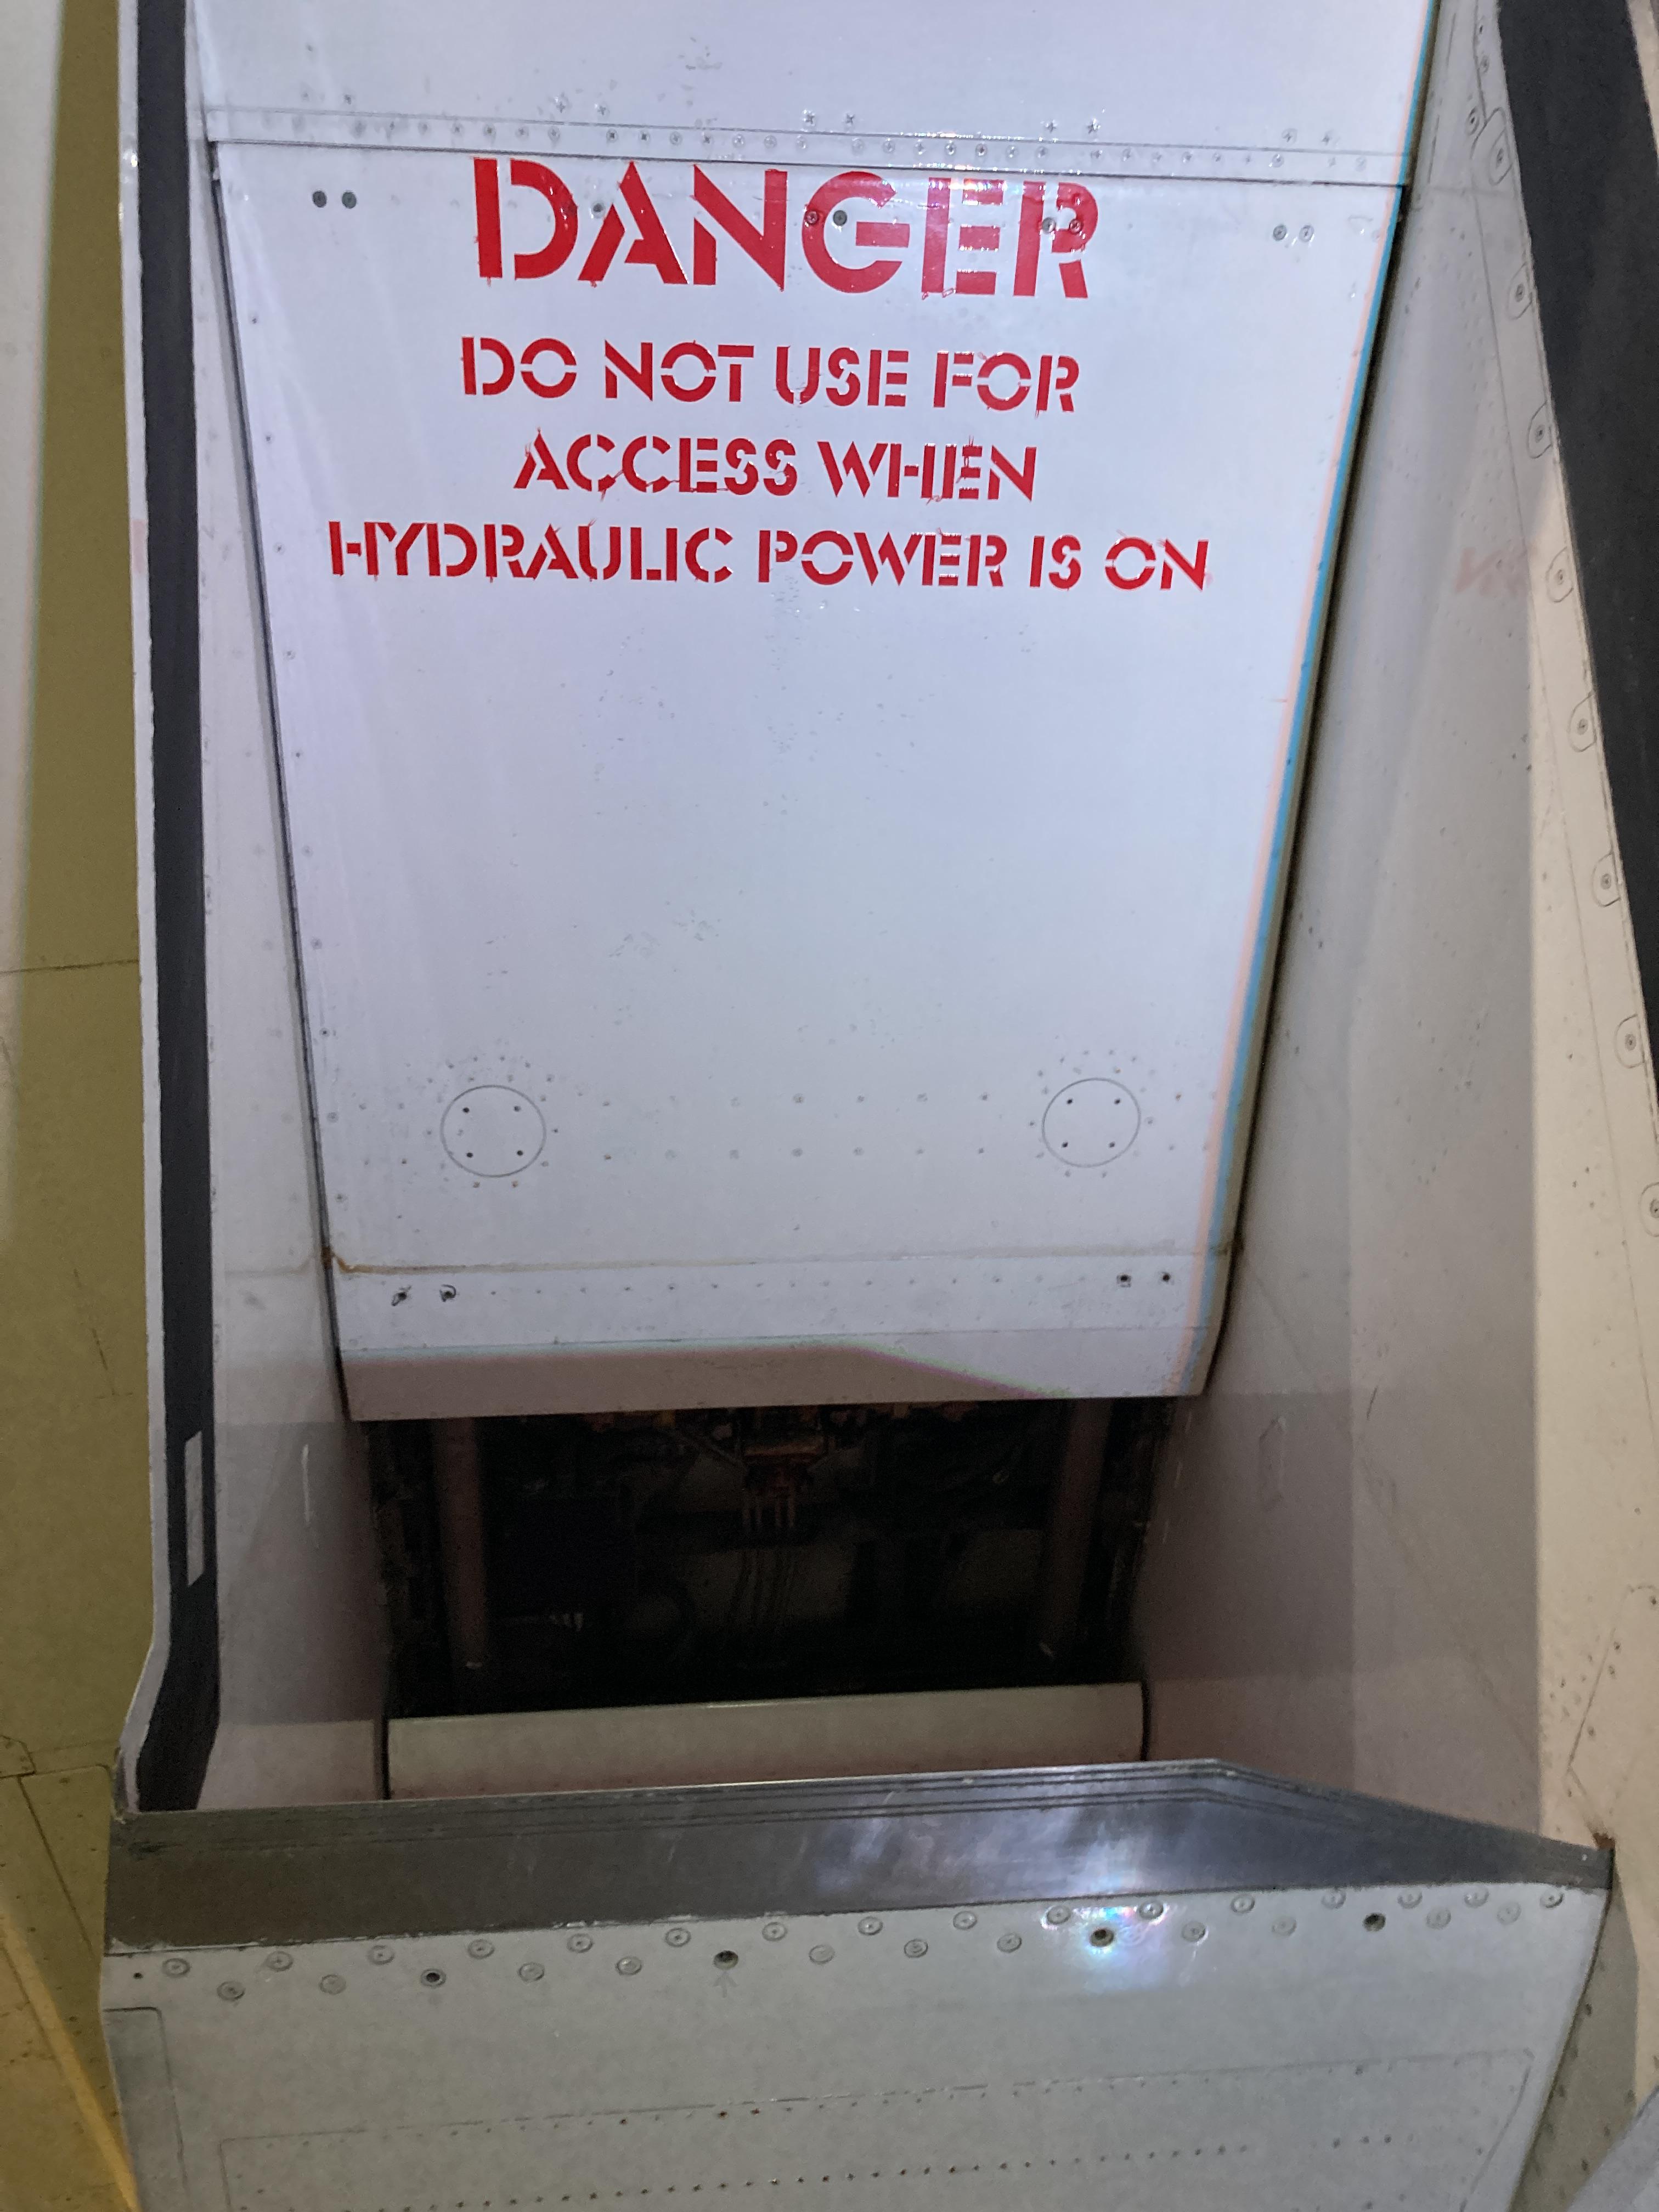 DANGER
DO NOT USE FOR
ACCESS WHEN
HYDRAULIC POWER IS ON